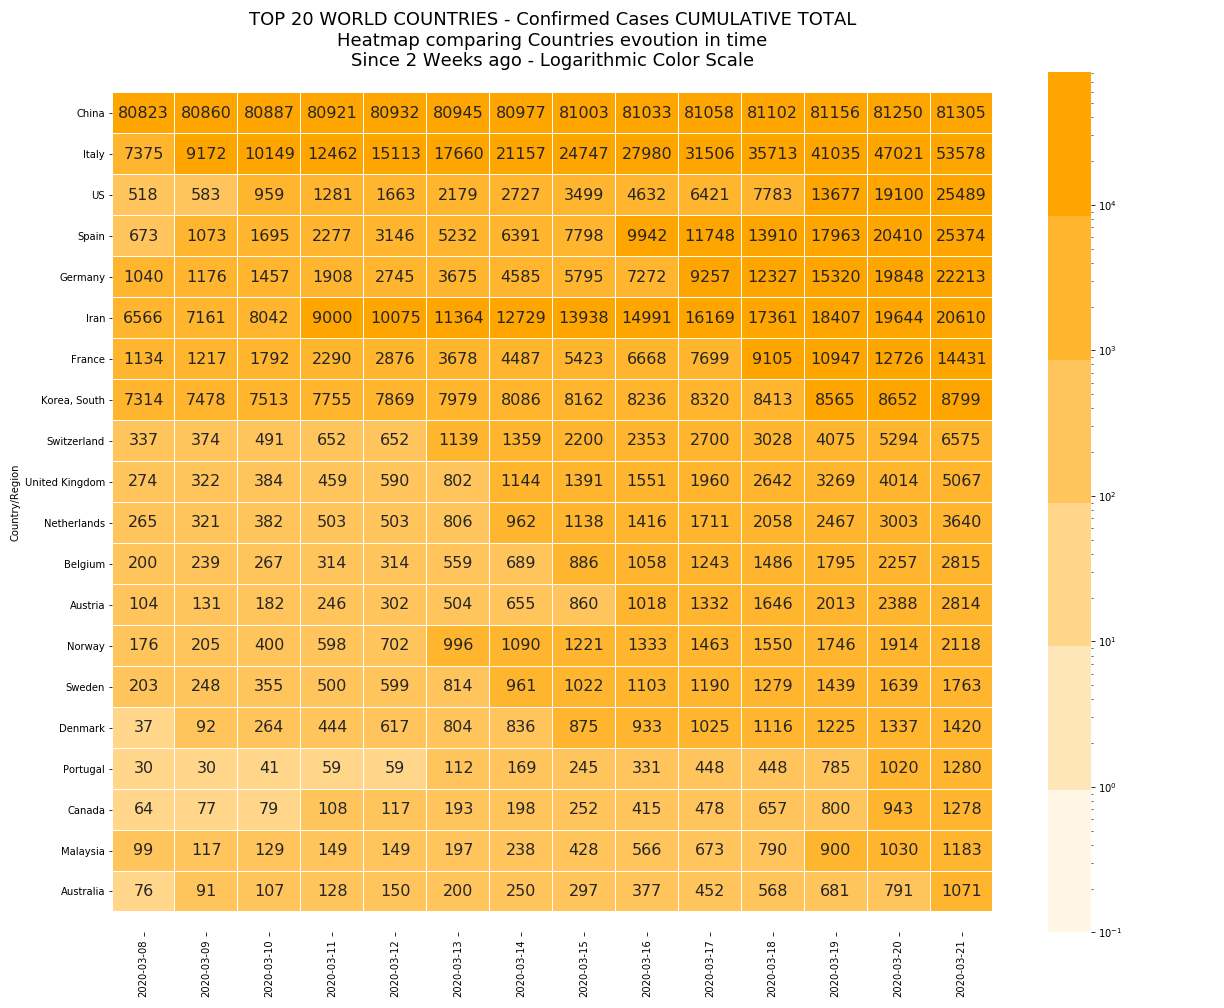 TOP 20 WORLD COUNTRIES - Confirmed Cases CUMULATIVE TOTAL
Heatmap comparing Countries evoution in time
Since 2 Weeks ago - Logarithmic Color Scale
Country/Region
China 80823 80860 80887 80921 80932 80945 80977 81003 81033 81058 81102 81156 81250 81305
Italy 7375 9172 10149 12462 15113 17660 21157 24747 27980 31506 35713 41035 47021 53578
US 518 583 959 1281 1663 2179 2727 3499 4632 6421 7783 13677 19100 25489
Spain 673 1073 1695 2277 3146 5232 6391 7798 9942 11748 13910 17963 20410 25374
Germany 1040 1176 1457 1908 2745 3675 4585 5795 7272 9257 12327 15320 19848 22213
Iran 6566 7161 8042 9000 10075 11364 12729 13938 14991 16169 17361 18407 19644 20610
France 1134 1217 1792 2290 2876 3678 4487 5423 6668 7699 9105 10947 12726 14431
Korea, South 7314 7478 7513 7755 7869 7979 8086 8162 8236 8320 8413 8565 8652 8799
Switzerland 337 374 491 652 652 1139 1359 2200 2353 2700 3028 4075 5294 6575
United Kingdom 274 322 384 459 590 802 1144 1391 1551 1960 2642 3269 4014 5067
Netherlands 265 321 382 503 503 806 962 1138 1416 1711 2058 2467 3003 3640
Belgium 200 239 267 314 314 559 689 886 1058 1243 1486 1795 2257 2815
Austria 104 131 182 246 302 504 655 860 1018 1332 1646 2013 2388 2814
Norway 176 205 400 598 702 996 1090 1221 1333 1463 1550 1746 1914 2118
Sweden 203 248 355 500 599 814 961 1022 1103 1190 1279 1439 1639 1763
Denmark 37 92 264 444 617 804 836 875 933 1025 1116 1225 1337 1420
Portugal 30 30 41 59 59 112 169 245 331 448 448 785 1020 1280
Canada 64 77 79 108 117 193 198 252 415 478 657 800 943 1278
Malaysia 99 117 129 149 149 197 238 428 566 673 790 900 1030 1183
Australia 76 91 107 128 150 200 250 297 377 452 568 681 791 1071
2020-03-08 2020-03-09 2020-03-10 2020-03-11 2020-03-12 2020-03-13 2020-03-14 2020-03-15 2020-03-16 2020-03-17 2020-03-18 2020-03-19 2020-03-20 2020-03-21
10⁴
10³
10²
10¹
10⁰
10⁻¹